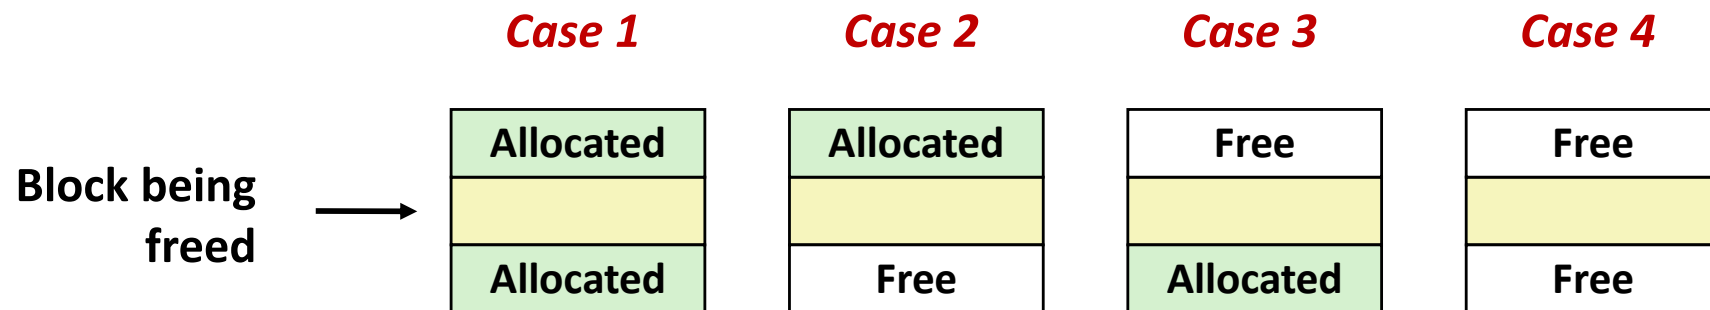 Case 1 Case 2 Case 3 Case 4
Allocated Allocated Free Free
Block being
freed
Allocated Free Allocated Free